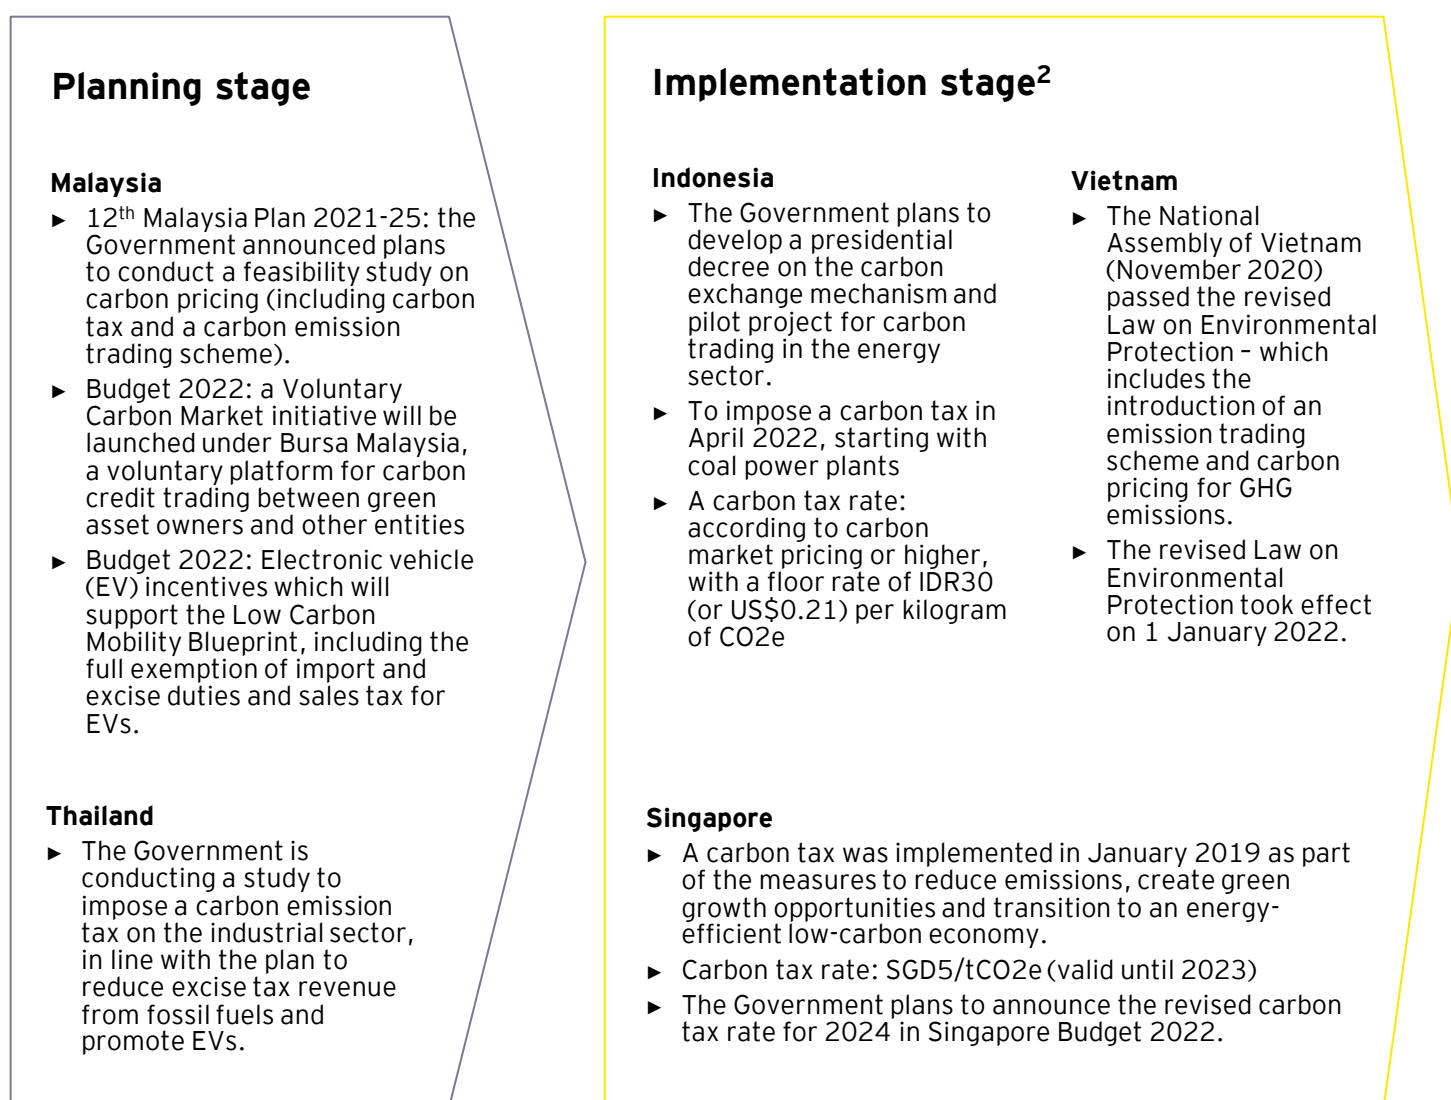 Planning stage
Malaysia
► 12th Malaysia Plan 2021-25: the
Government announced plans
to conduct a feasibility study on
carbon pricing (including carbon
tax and a carbon emission
trading scheme).
► Budget 2022: a Voluntary
Carbon Market initiative will be
launched under Bursa Malaysia,
a voluntary platform for carbon
credit trading between green
asset owners and other entities
► Budget 2022: Electronic vehicle
(EV) incentives which will
support the Low Carbon
Mobility Blueprint, including the
full exemption of import and
excise duties and sales tax for
EVs.
Thailand
► The Government is
conducting a study to
impose a carbon emission
tax on the industrial sector,
in line with the plan to
reduce excise tax revenue
from fossil fuels and
promote EVs.
Implementation stage²
Indonesia
► The Government plans to
develop a presidential
decree on the carbon
exchange mechanism and
pilot project for carbon
trading in the energy
sector.
► To impose a carbon tax in
April 2022, starting with
coal power plants
► A carbon tax rate:
according to carbon
market pricing or higher,
with a floor rate of IDR30
(or US$0.21) per kilogram
of CO2e
Vietnam
► The National
Assembly of Vietnam
(November 2020)
passed the revised
Law on Environmental
Protection – which
includes the
introduction of an
emission trading
scheme and carbon
pricing for GHG
emissions.
► The revised Law on
Environmental
Protection took effect
on 1 January 2022.
Singapore
► A carbon tax was implemented in January 2019 as part
of the measures to reduce emissions, create green
growth opportunities and transition to an energy-
efficient low-carbon economy.
► Carbon tax rate: SGD5/tCO2e (valid until 2023)
► The Government plans to announce the revised carbon
tax rate for 2024 in Singapore Budget 2022.